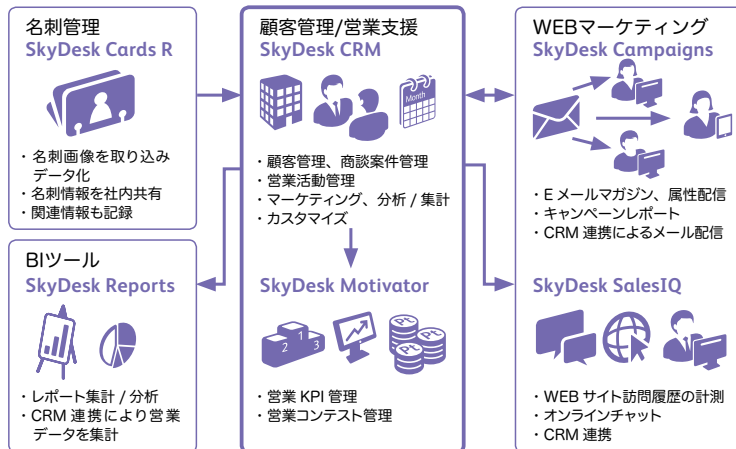 名刺管理
SkyDesk Cards R
・名刺画像を取り込み
データ化
・名刺情報を社内共有
・関連情報も記録
BIツール
SkyDesk Reports
・レポート集計 / 分析
・CRM 連携により営業
データを集計
顧客管理/営業支援
SkyDesk CRM
Month
・顧客管理、商談案件管理
・営業活動管理
・マーケティング、分析 / 集計
・カスタマイズ
SkyDesk Motivator
1
2
3
Pt
Pt
Pt
・営業 KPI 管理
・営業コンテスト管理
WEBマーケティング
SkyDesk Campaigns
・E メールマガジン、属性配信
・キャンペーンレポート
・CRM 連携によるメール配信
SkyDesk SalesIQ
・WEB サイト訪問履歴の計測
・オンラインチャット
・CRM 連携